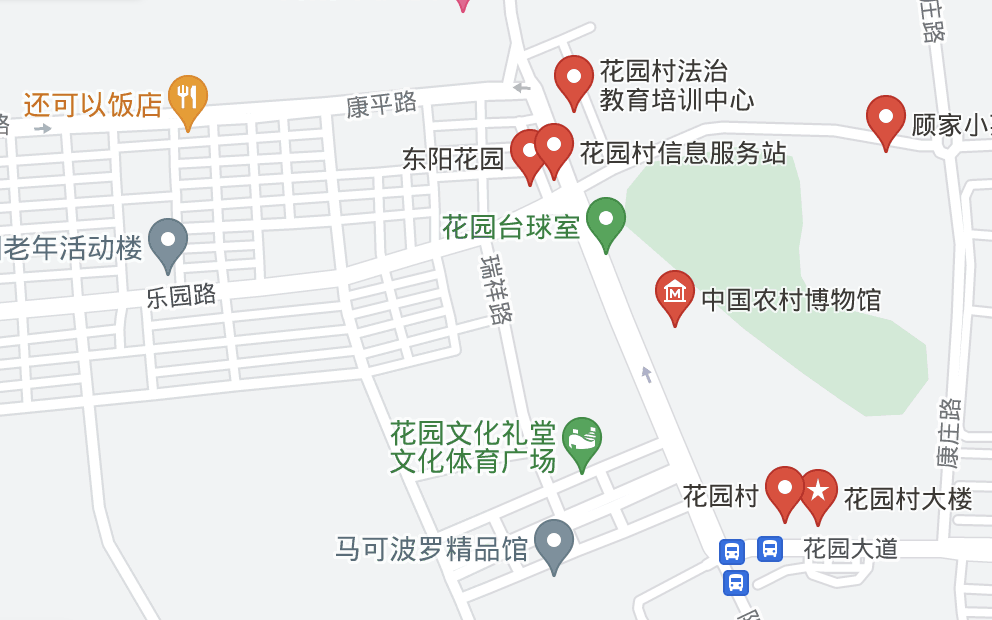 庄路
花园村法治
教育培训中心
还可以饭店
康平路
路
顾家小
东阳花园
花园村信息服务站
花园台球室
老年活动楼
瑞祥路
乐园路
中国农村博物馆
花园文化礼堂
文化体育广场
康庄路
花园村
花园村大楼
马可波罗精品馆
花园大道